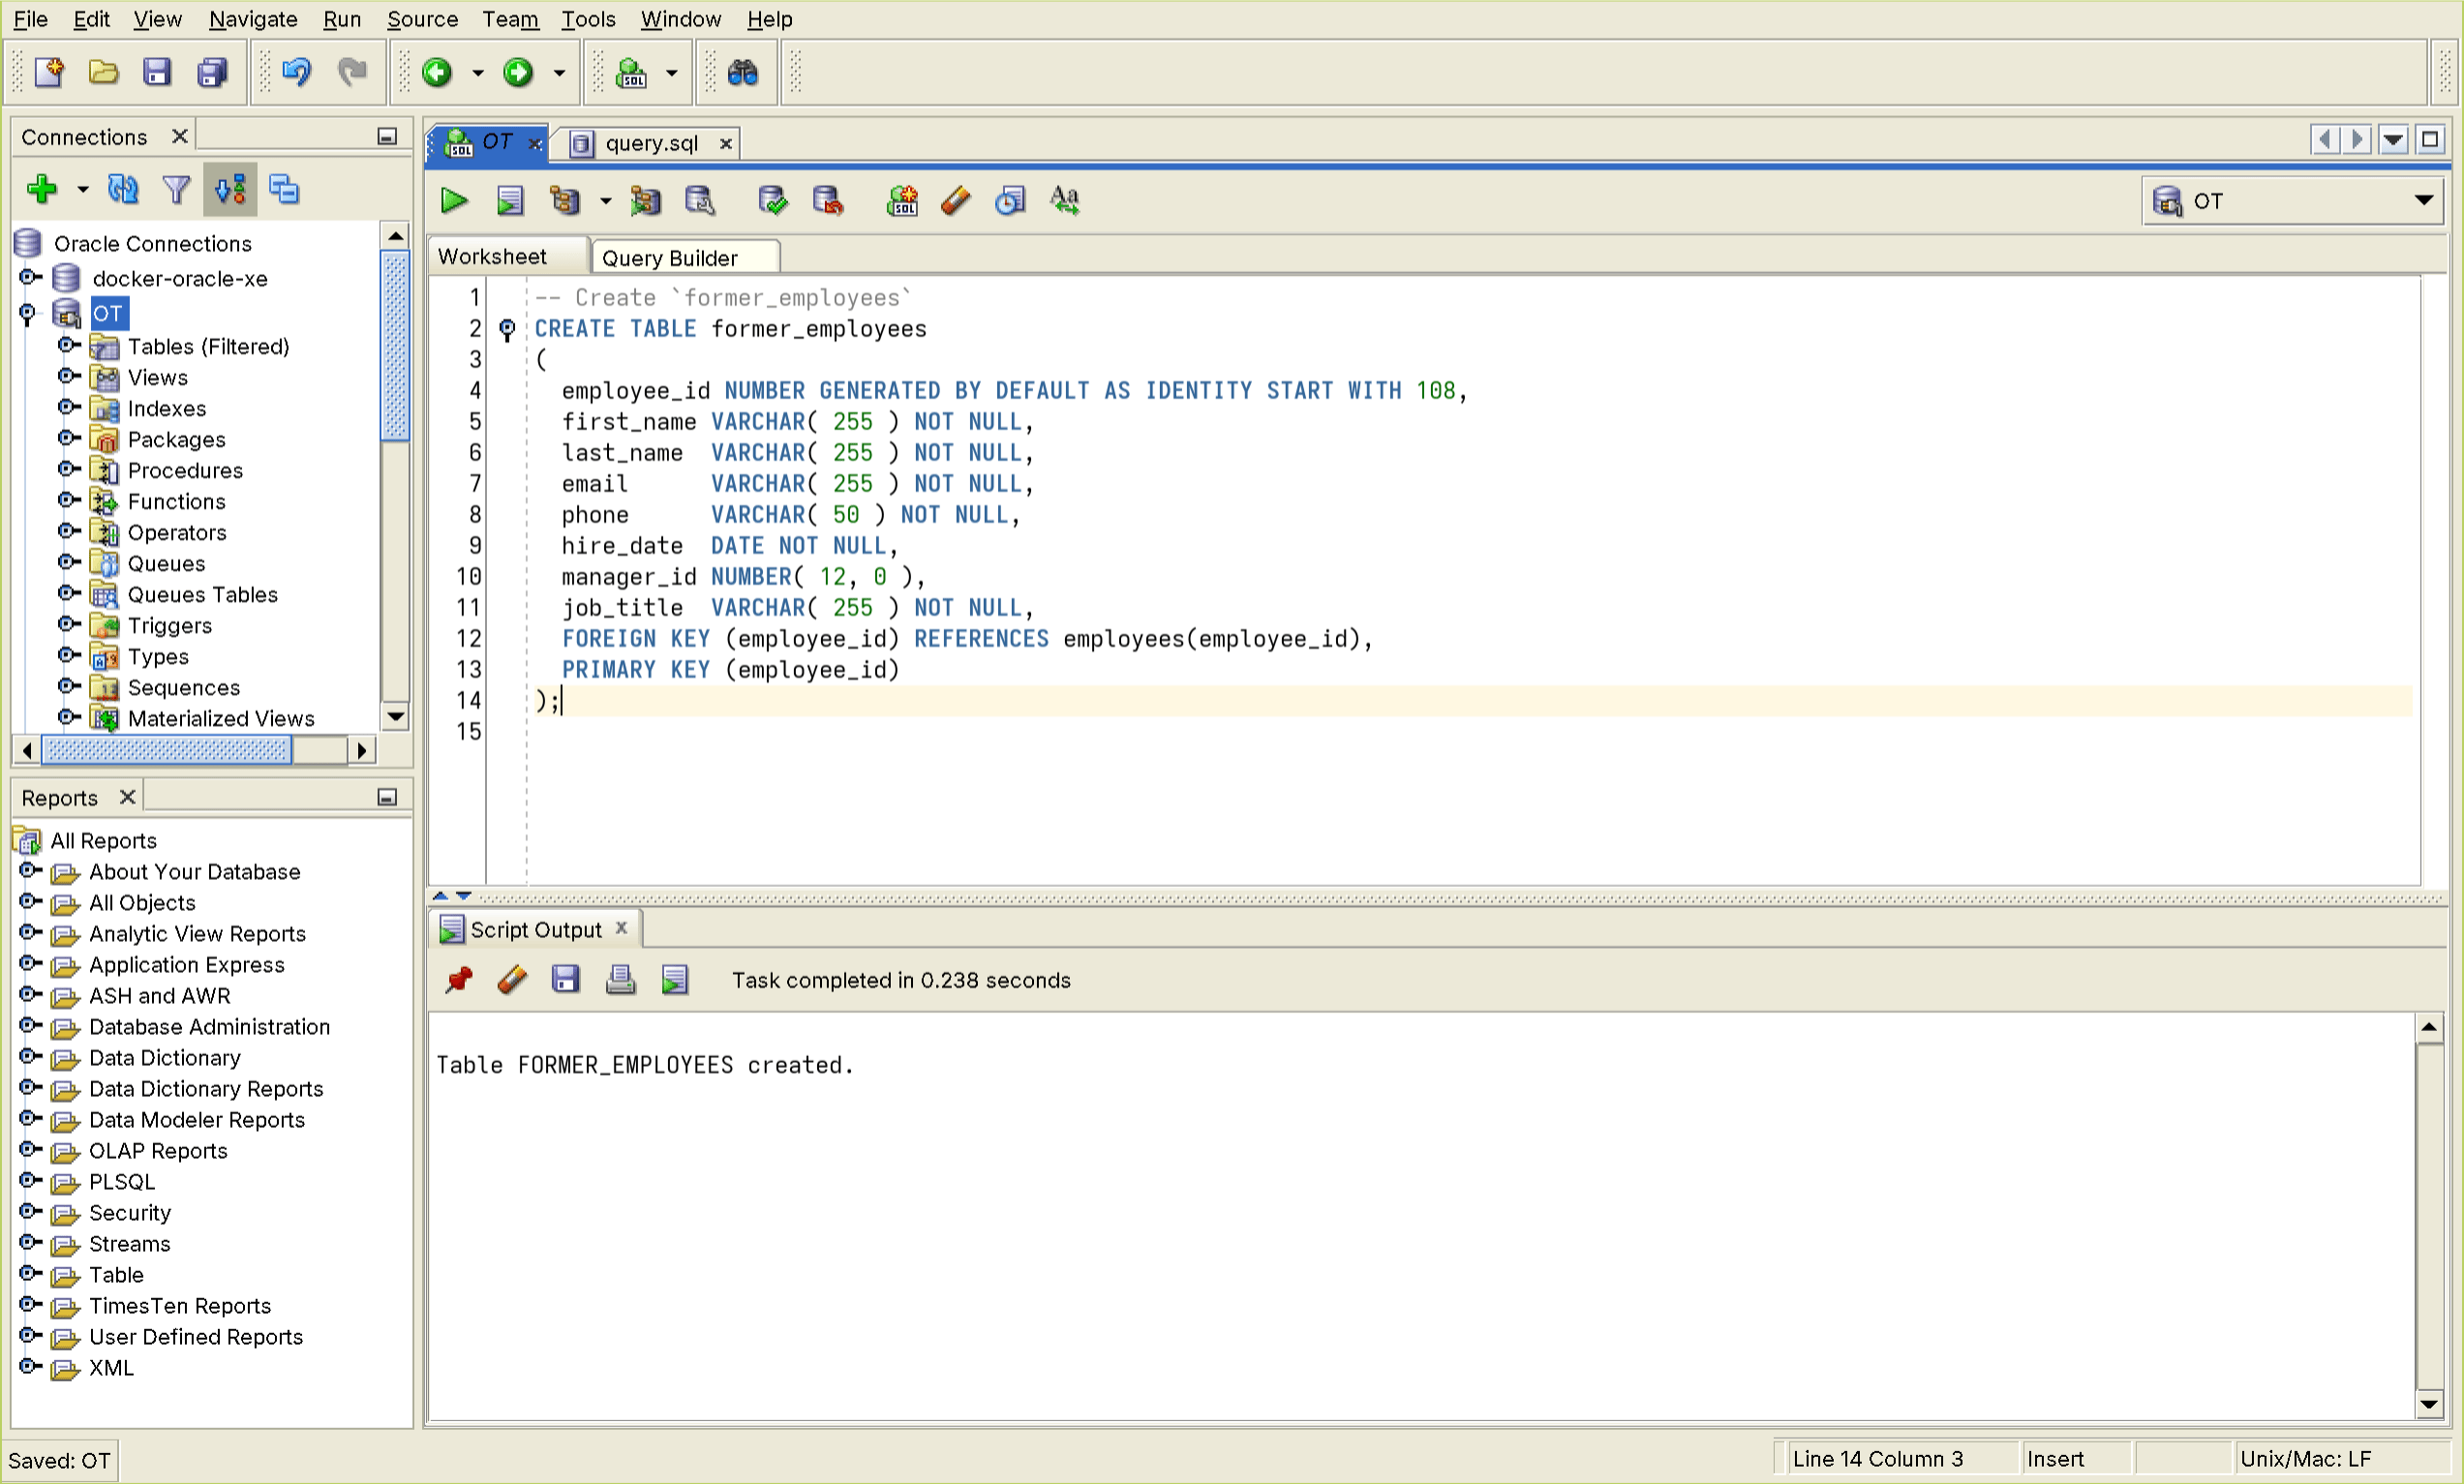 File Edit View Navigate Run Source Team Tools Window Help
Connections
Oracle Connections
docker-oracle-xe
OT
Tables (Filtered)
Views
Indexes
Packages
Procedures
Functions
Operators
Queues
Queues Tables
Triggers
Types
Sequences
Materialized Views
Reports
All Reports
About Your Database
All Objects
Analytic View Reports
Application Express
ASH and AWR
Database Administration
Data Dictionary
Data Dictionary Reports
Data Modeler Reports
OLAP Reports
PLSQL
Security
Streams
Table
TimesTen Reports
User Defined Reports
XML
OT query.sql
OT
Worksheet Query Builder
1 -- Create `former_employees`
2 CREATE TABLE former_employees
3 (
4 employee_id NUMBER GENERATED BY DEFAULT AS IDENTITY START WITH 108,
5 first_name VARCHAR( 255 ) NOT NULL,
6 last_name  VARCHAR( 255 ) NOT NULL,
7 email      VARCHAR( 255 ) NOT NULL,
8 phone      VARCHAR( 50 ) NOT NULL,
9 hire_date  DATE NOT NULL,
10 manager_id NUMBER( 12, 0 ),
11 job_title  VARCHAR( 255 ) NOT NULL,
12 FOREIGN KEY (employee_id) REFERENCES employees(employee_id),
13 PRIMARY KEY (employee_id)
14 );
15
Script Output
Task completed in 0.238 seconds
Table FORMER_EMPLOYEES created.
Saved: OT
Line 14 Column 3 Insert Unix/Mac: LF